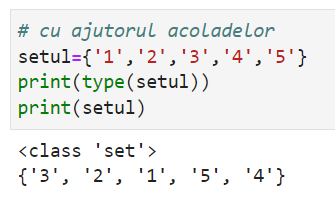 # cu ajutorul acoladelor
setul={'1','2','3','4','5'}
print(type(setul))
print(setul)
<class 'set'>
{'3', '2', '1', '5', '4'}